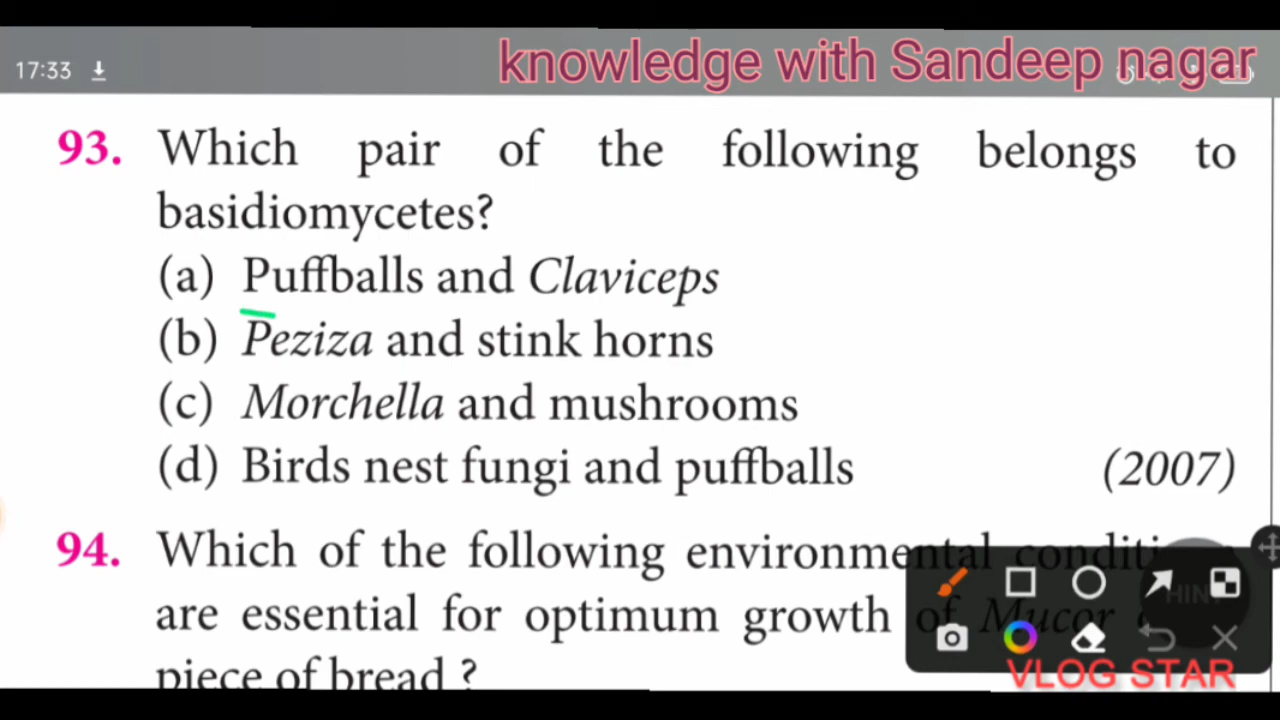 17:33
knowledge with Sandeep nagar
93. Which pair of the following belongs to
basidiomycetes?
(a) Puffballs and Claviceps
(b) Peziza and stink horns
(c) Morchella and mushrooms
(d) Birds nest fungi and puffballs (2007)
94. Which of the following environmental
are essential for optimum growth of Mucor
piece of bread ?
VLOG STAR